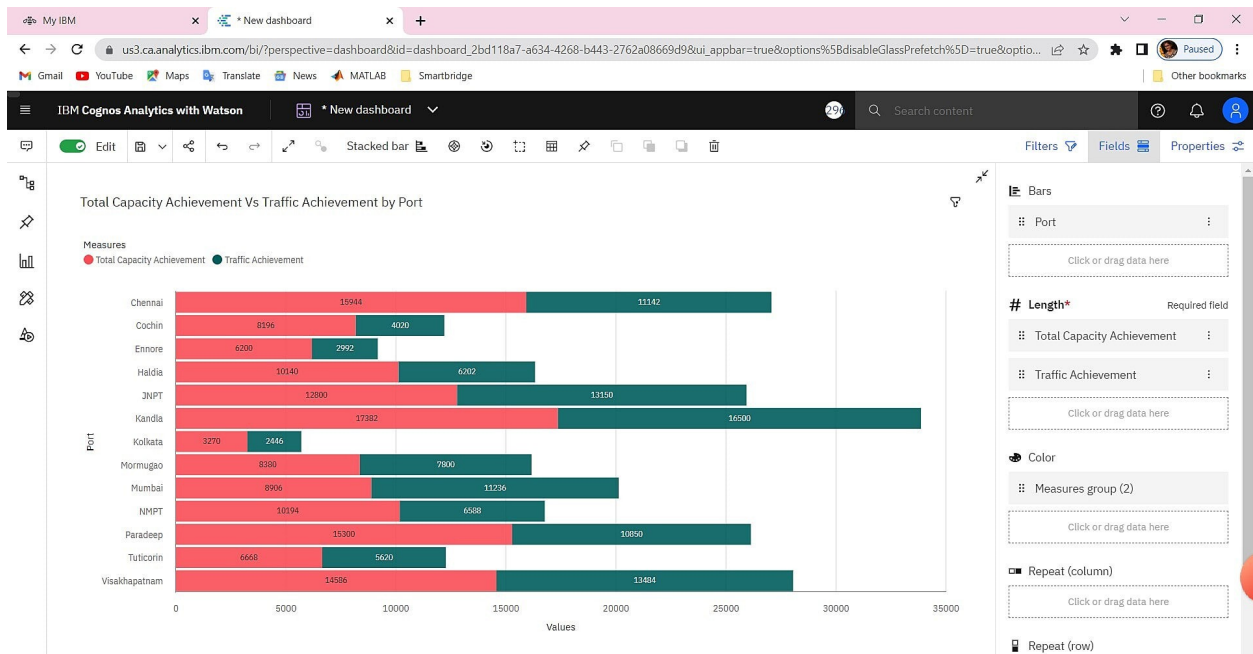 My IBM
* New dashboard
us3.ca.analytics.ibm.com/bi/?perspective=dashboard&id=dashboard_2bd118a7-a634-4268-b443-2762a08669d9&ui_appbar=true&options%5BdisableGlassPrefetch%5D=true&optio...
Paused
Gmail YouTube Maps Translate News MATLAB Smartbridge Other bookmarks
IBM Cognos Analytics with Watson * New dashboard Search content
Edit Stacked bar Filters Fields Properties
Total Capacity Achievement Vs Traffic Achievement by Port
Measures
Total Capacity Achievement Traffic Achievement
Chennai 15944 11142
Cochin 8196 4020
Ennore 6200 2992
Haldia 10140 6202
JNPT 12800 13150
Kandla 17382 16500
Kolkata 3270 2446
Mormugao 8380 7800
Mumbai 8906 11236
NMPT 10194 6588
Paradeep 15300 10850
Tuticorin 6668 5620
Visakhapatnam 14586 13484
Port
0 5000 10000 15000 20000 25000 30000 35000
Values
Bars
Port
Click or drag data here
# Length* Required field
Total Capacity Achievement
Traffic Achievement
Click or drag data here
Color
Measures group (2)
Click or drag data here
Repeat (column)
Click or drag data here
Repeat (row)